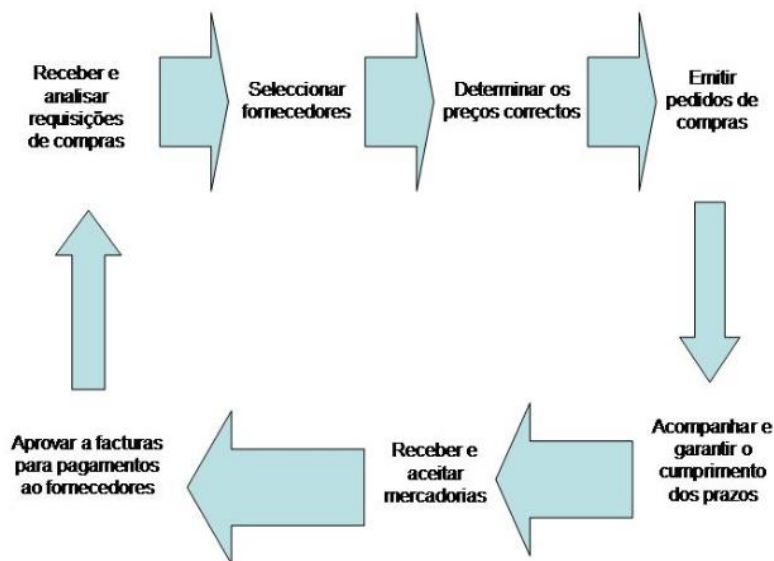 Receber e
analisar
requisições
de compras
Seleccionar
fornecedores
Determinar os
preços correctos
Emitir
pedidos de
compras
Acompanhar e
garantir o
cumprimento
dos prazos
Receber e
aceitar
mercadorias
Aprovar a facturas
para pagamentos
ao fornecedores